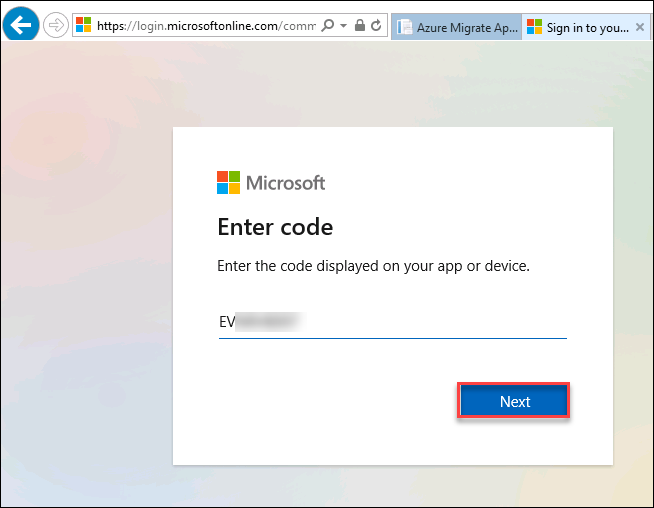 https://login.microsoftonline.com/comm
Azure Migrate Ap...
Sign in to you...
Microsoft
Enter code
Enter the code displayed on your app or device.
EV
Next